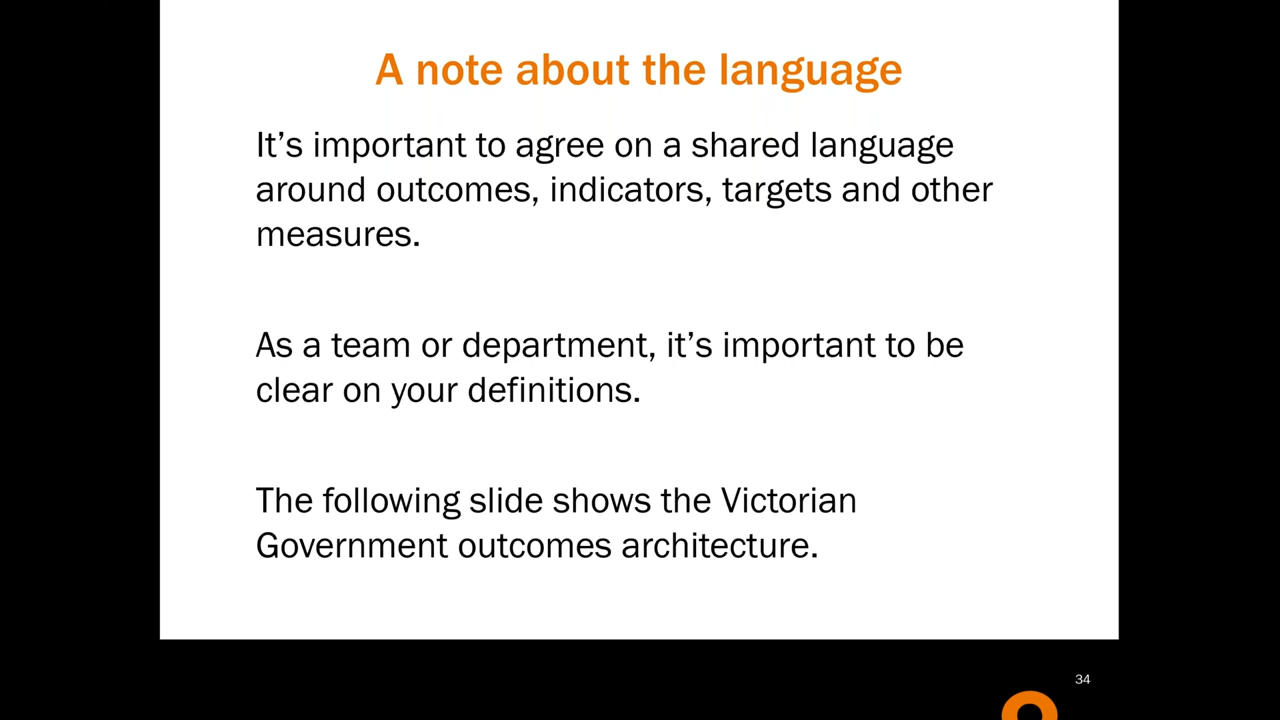 A note about the language
It’s important to agree on a shared language
around outcomes, indicators, targets and other
measures.
As a team or department, it’s important to be
clear on your definitions.
The following slide shows the Victorian
Government outcomes architecture.
34